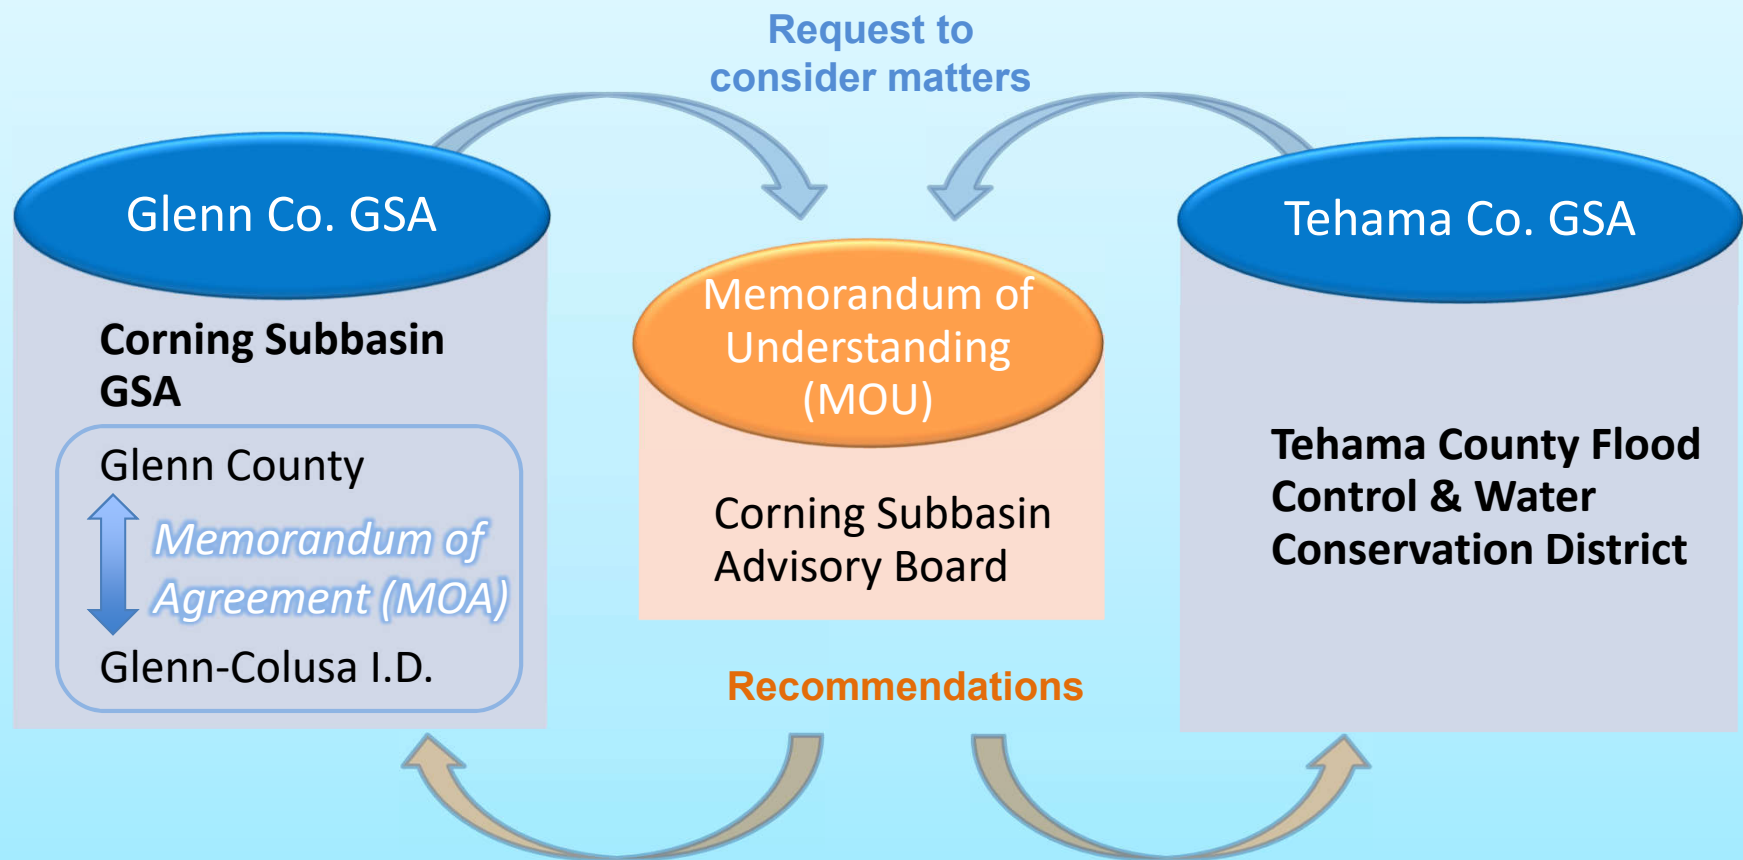 Request to
consider matters
Glenn Co. GSA
Corning Subbasin
GSA
Glenn County
Memorandum of
Agreement (MOA)
Glenn-Colusa I.D.
Memorandum of
Understanding
(MOU)
Corning Subbasin
Advisory Board
Recommendations
Tehama Co. GSA
Tehama County Flood
Control & Water
Conservation District